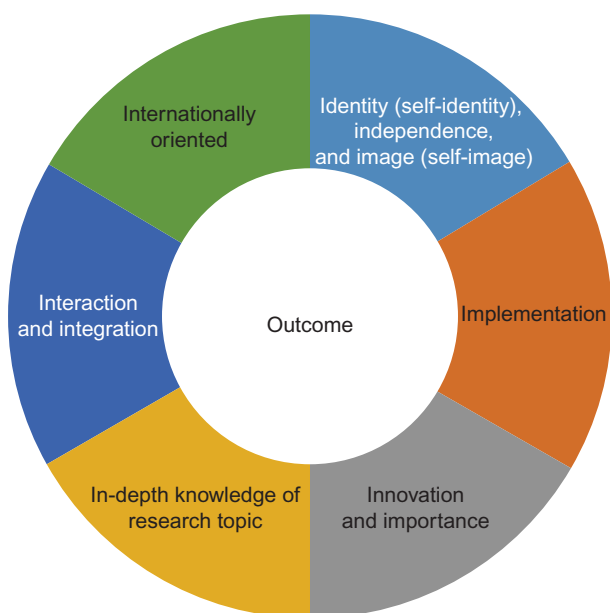 Internationally
oriented
Identity (self-identity),
independence,
and image (self-image)
Interaction
and integration
Outcome
Implementation
In-depth knowledge of
research topic
Innovation
and importance